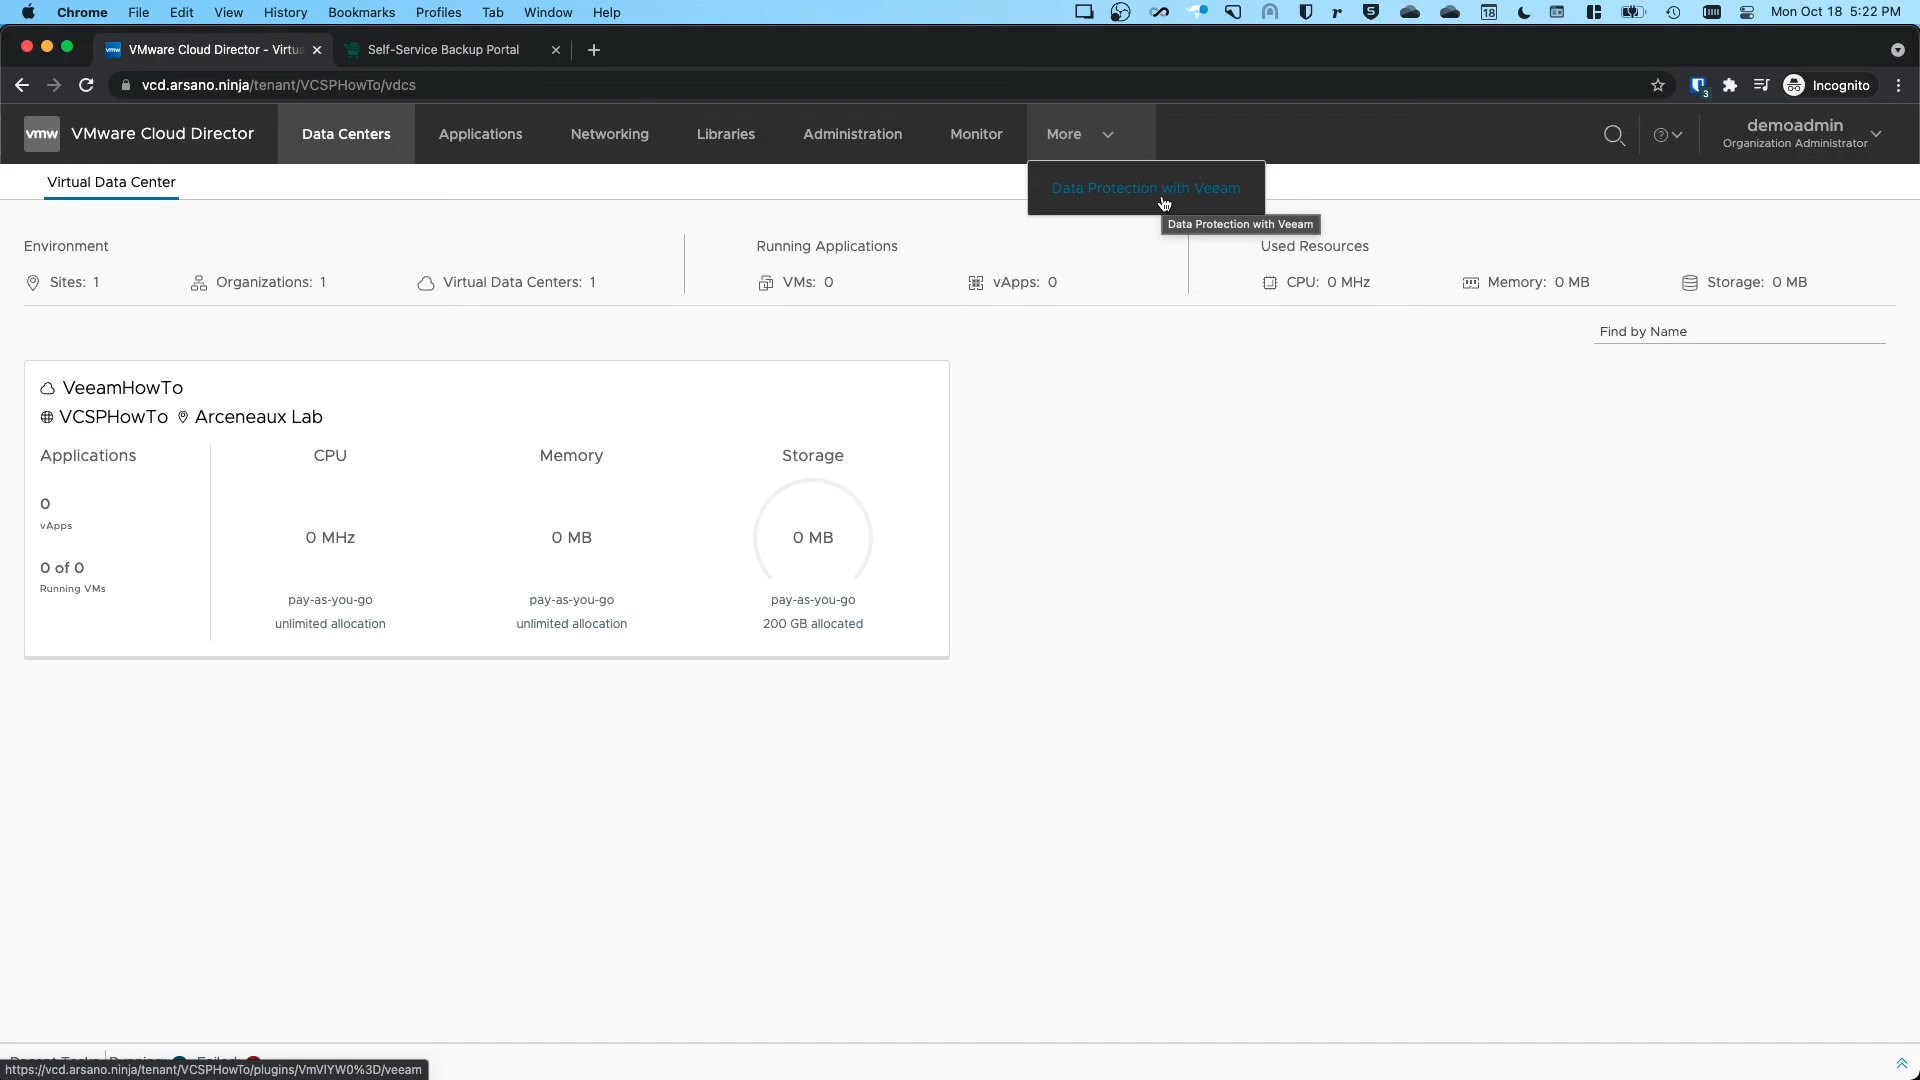 Chrome File Edit View History Bookmarks Profiles Tab Window Help 18 Mon Oct 18 5:22 PM
VMware Cloud Director - Virtua Self-Service Backup Portal
vcd.arsano.ninja/tenant/VCSPHowTo/vdcs 3 Incognito
vmw VMware Cloud Director Data Centers Applications Networking Libraries Administration Monitor More demoadmin
Organization Administrator
Virtual Data Center
Data Protection with Veeam
Data Protection with Veeam
Environment Running Applications Used Resources
Sites: 1 Organizations: 1 Virtual Data Centers: 1 VMs: 0 vApps: 0 CPU: 0 MHz Memory: 0 MB Storage: 0 MB
Find by Name
VeeamHowTo
VCSPHowTo Arceneaux Lab
Applications CPU Memory Storage
0
vApps
0 MHz 0 MB 0 MB
0 of 0
Running VMs
pay-as-you-go pay-as-you-go pay-as-you-go
unlimited allocation unlimited allocation 200 GB allocated
https://vcd.arsano.ninja/tenant/VCSPHowTo/plugins/VmVlYW0%3D/veeam